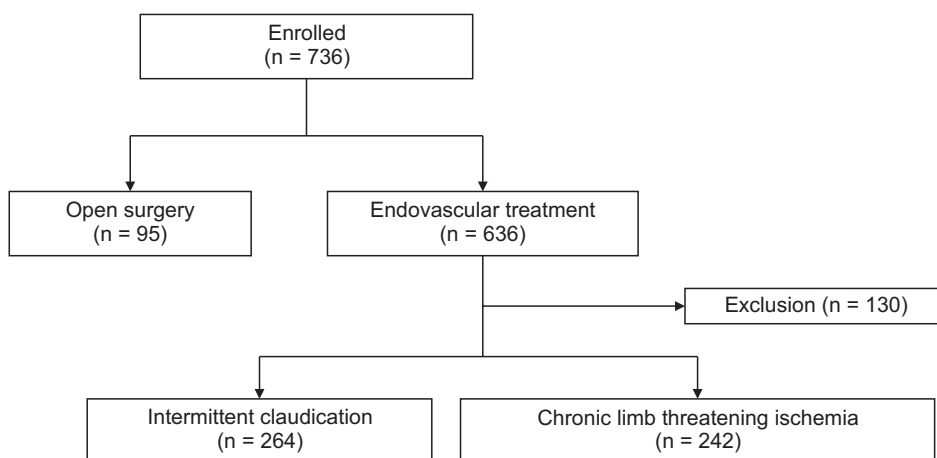 Enrolled
(n = 736)
Open surgery
(n = 95)
Endovascular treatment
(n = 636)
Exclusion (n = 130)
Intermittent claudication
(n = 264)
Chronic limb threatening ischemia
(n = 242)